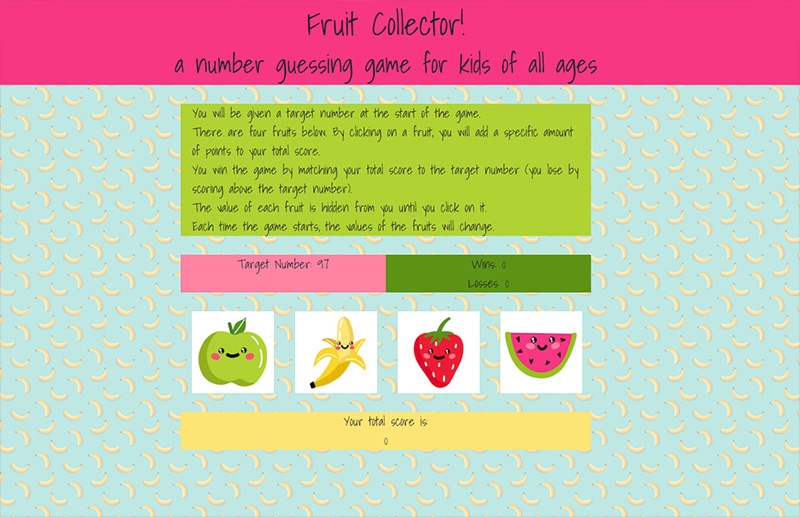 Fruit Collector!
a number guessing game for kids of all ages
You will be given a target number at the start of the game.
There are four fruits below. By clicking on a fruit, you will add a specific amount
of points to your total score.
You win the game by matching your total score to the target number (you lose by
scoring above the target number).
The value of each fruit is hidden from you until you click on it.
Each time the game starts, the values of the fruits will change.
Target Number: 97
Wins: 0
Losses: 0
Your total score is:
0